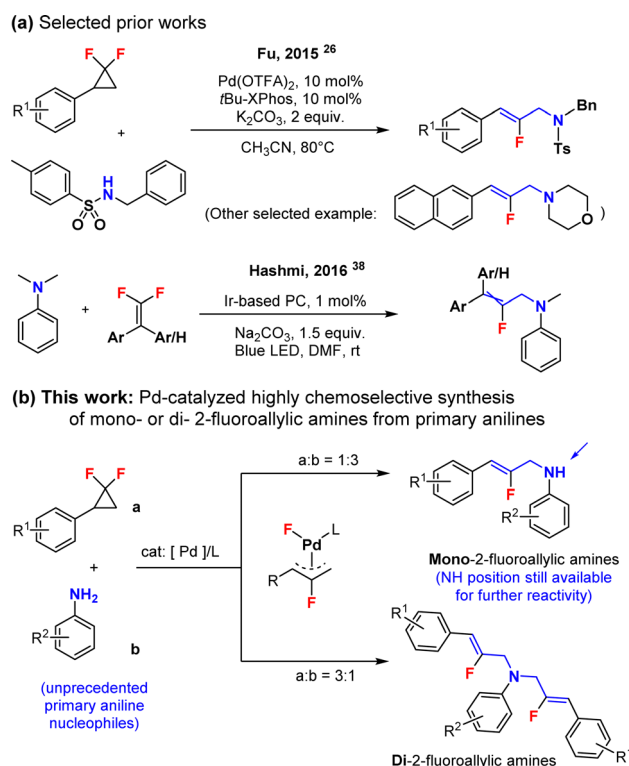 (a) Selected prior works
F F
R¹
+
Fu, 2015 ²⁶
Pd(OTFA)₂, 10 mol%
tBu-XPhos, 10 mol%
K₂CO₃, 2 equiv.
CH₃CN, 80°C
R¹
F
N
Bn
Ts
H
N
S
O O
(Other selected example:
F
N
O
)
N
+
F F
Ar Ar/H
Hashmi, 2016 ³⁸
Ir-based PC, 1 mol%
Na₂CO₃, 1.5 equiv.
Blue LED, DMF, rt
Ar/H
Ar
F
N
(b) This work: Pd-catalyzed highly chemoselective synthesis
of mono- or di- 2-fluoroallylic amines from primary anilines
F F
R¹
a
+
NH₂
R²
b
(unprecedented
primary aniline
nucleophiles)
cat: [ Pd ]/L
F L
Pd
R
F
a:b = 1:3
R¹
F
NH
R²
Mono-2-fluoroallylic amines
(NH position still available
for further reactivity)
a:b = 3:1
R¹
F
N
R²
F
R¹
Di-2-fluoroallylic amines